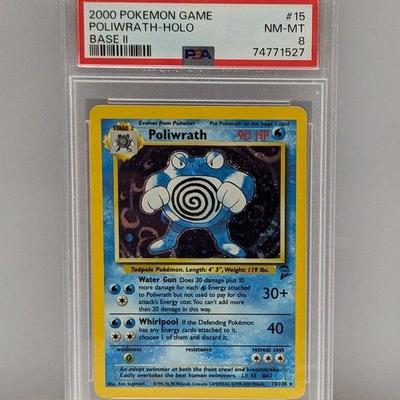 2000 POKEMON GAME #15
POLIWRATH-HOLO NM-MT
BASE II 8
PSA 74771527
Evolves from Poliwhirl Put Poliwrath on the Stage 1 card
STAGE 2
Poliwrath 90 HP
Tadpole Pokémon. Length: 4' 3", Weight: 119 lbs.
Water Gun Does 30 damage plus 10
more damage for each Energy attached
to Poliwrath but not used to pay for this
attack's Energy cost. You can't add more
than 20 damage in this way.
30+
Whirlpool If the Defending Pokémon
has any Energy cards attached to it,
choose 1 of them and discard it.
40
weakness resistance retreat cost
An adept swimmer at both the front crawl and breaststroke.
Easily overtakes the best human swimmers. LV. 48 #62
Illus. Ken Sugimori
15/130